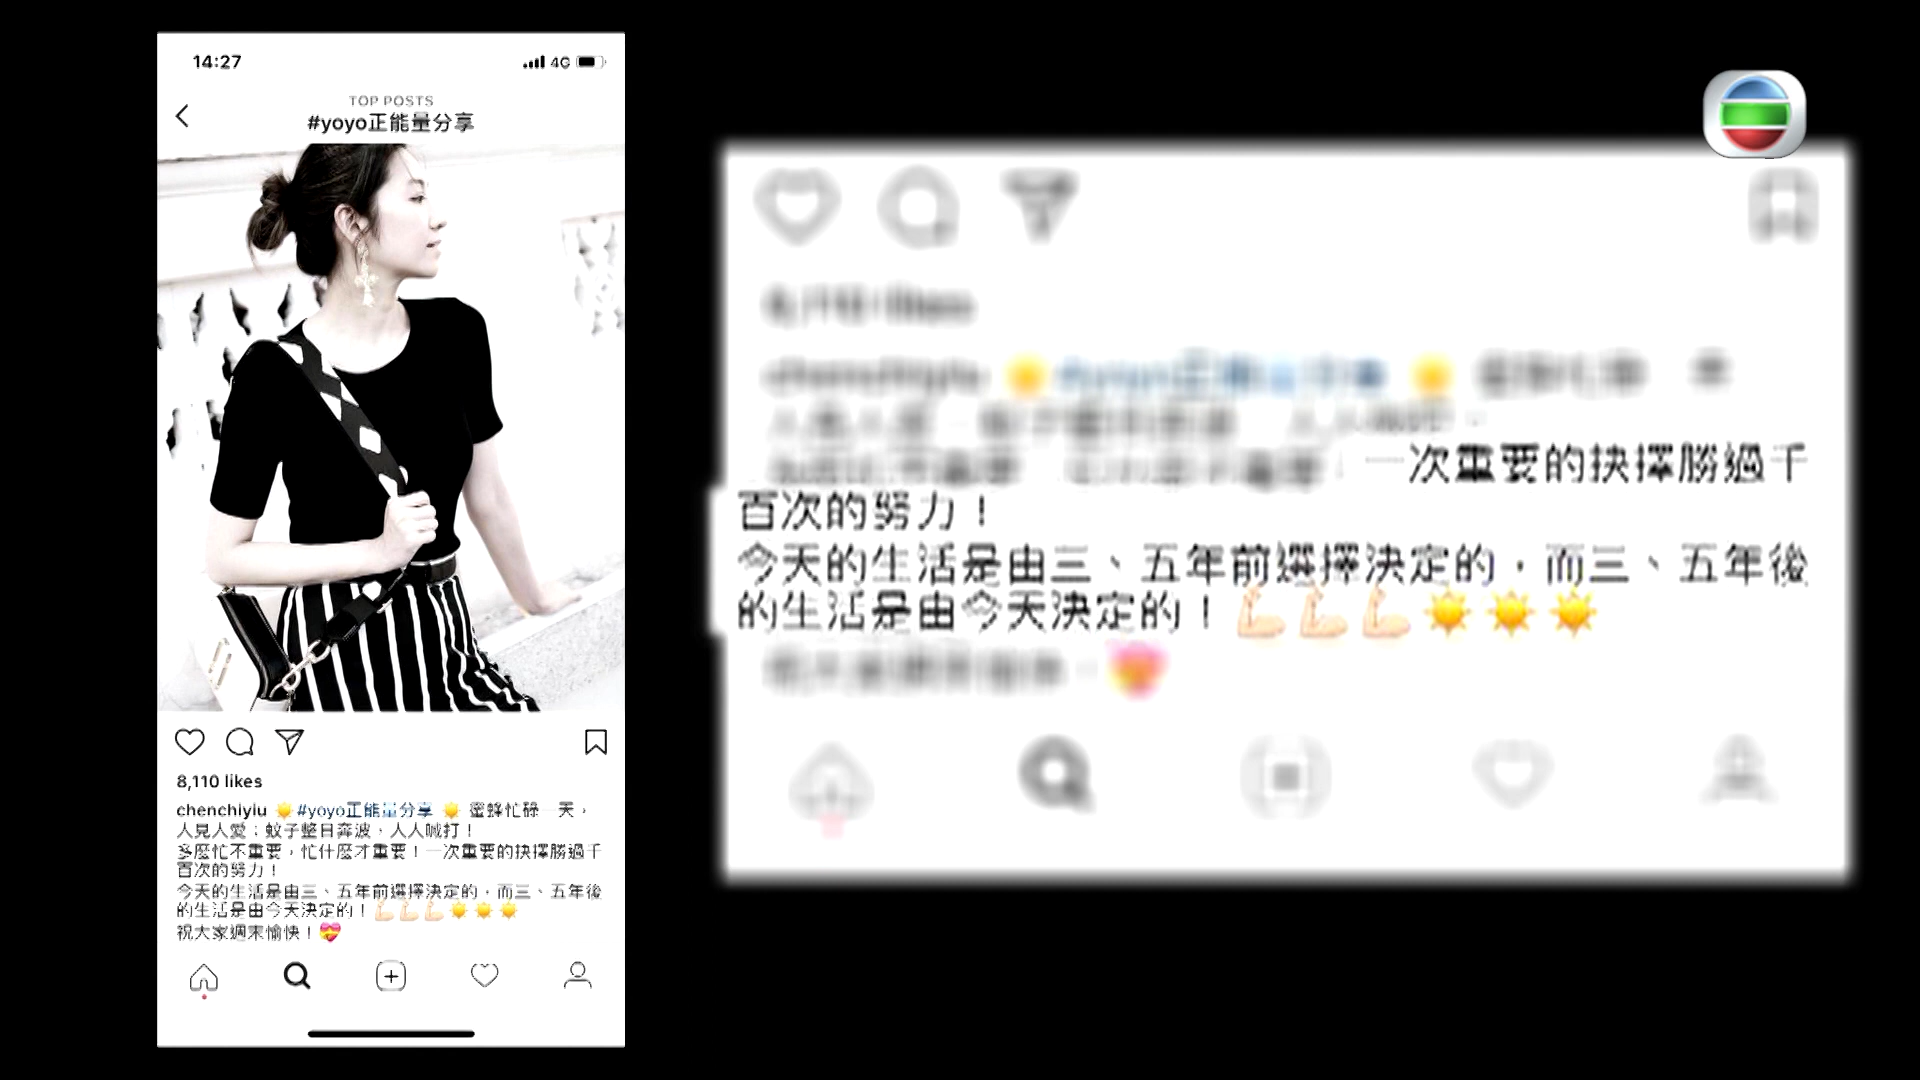 14:27
4G
TOP POSTS
#yoyo正能量分享
8,110 likes
chenchiyiu ☀️ #yoyo正能量分享 ☀️ 蜜蜂忙碌一天，
人見人愛；蚊子整日奔波，人人喊打！
多麼忙不重要，忙什麼才重要！一次重要的抉擇勝過千
百次的努力！
今天的生活是由三、五年前選擇決定的，而三、五年後
的生活是由今天決定的！💪🏻💪🏻💪🏻☀️☀️☀️
祝大家週末愉快！💝
一次重要的抉擇勝過千
百次的努力！
今天的生活是由三、五年前選擇決定的，而三、五年後
的生活是由今天決定的！💪🏻💪🏻💪🏻☀️☀️☀️